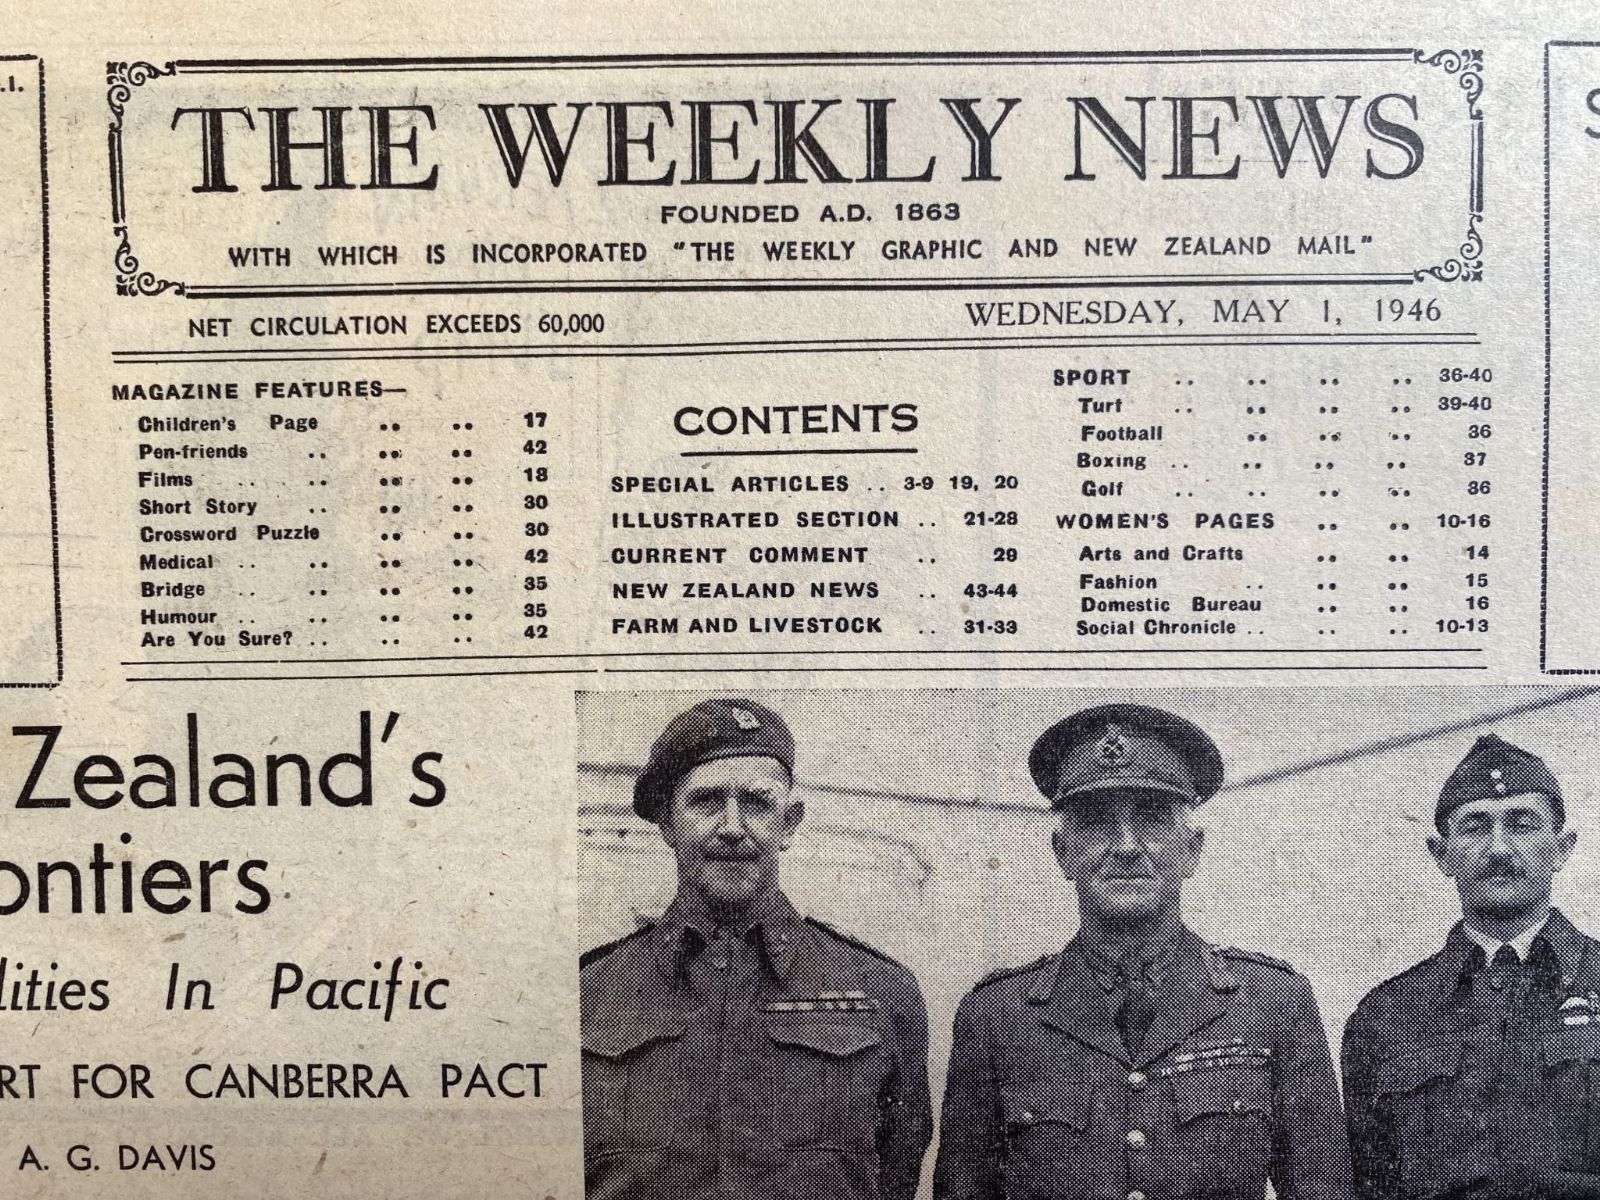 .I.
THE WEEKLY NEWS
FOUNDED A.D. 1863
WITH WHICH IS INCORPORATED "THE WEEKLY GRAPHIC AND NEW ZEALAND MAIL"
NET CIRCULATION EXCEEDS 60,000
WEDNESDAY, MAY 1, 1946
MAGAZINE FEATURES—
Children's Page .. .. 17
Pen-friends .. .. .. 42
Films .. .. .. .. 18
Short Story .. .. .. 30
Crossword Puzzle .. .. 30
Medical .. .. .. .. 42
Bridge .. .. .. .. 35
Humour .. .. .. .. 35
Are You Sure? .. .. .. 42
CONTENTS
SPECIAL ARTICLES .. 3-9 19, 20
ILLUSTRATED SECTION .. 21-28
CURRENT COMMENT .. 29
NEW ZEALAND NEWS .. 43-44
FARM AND LIVESTOCK .. 31-33
SPORT .. .. .. .. 36-40
Turf .. .. .. .. 39-40
Football .. .. .. 36
Boxing .. .. .. .. 37
Golf .. .. .. .. 36
WOMEN'S PAGES .. .. 10-16
Arts and Crafts .. .. 14
Fashion .. .. .. 15
Domestic Bureau .. .. 16
Social Chronicle .. .. .. 10-13
S
Zealand's
ontiers
lities In Pacific
RT FOR CANBERRA PACT
A. G. DAVIS